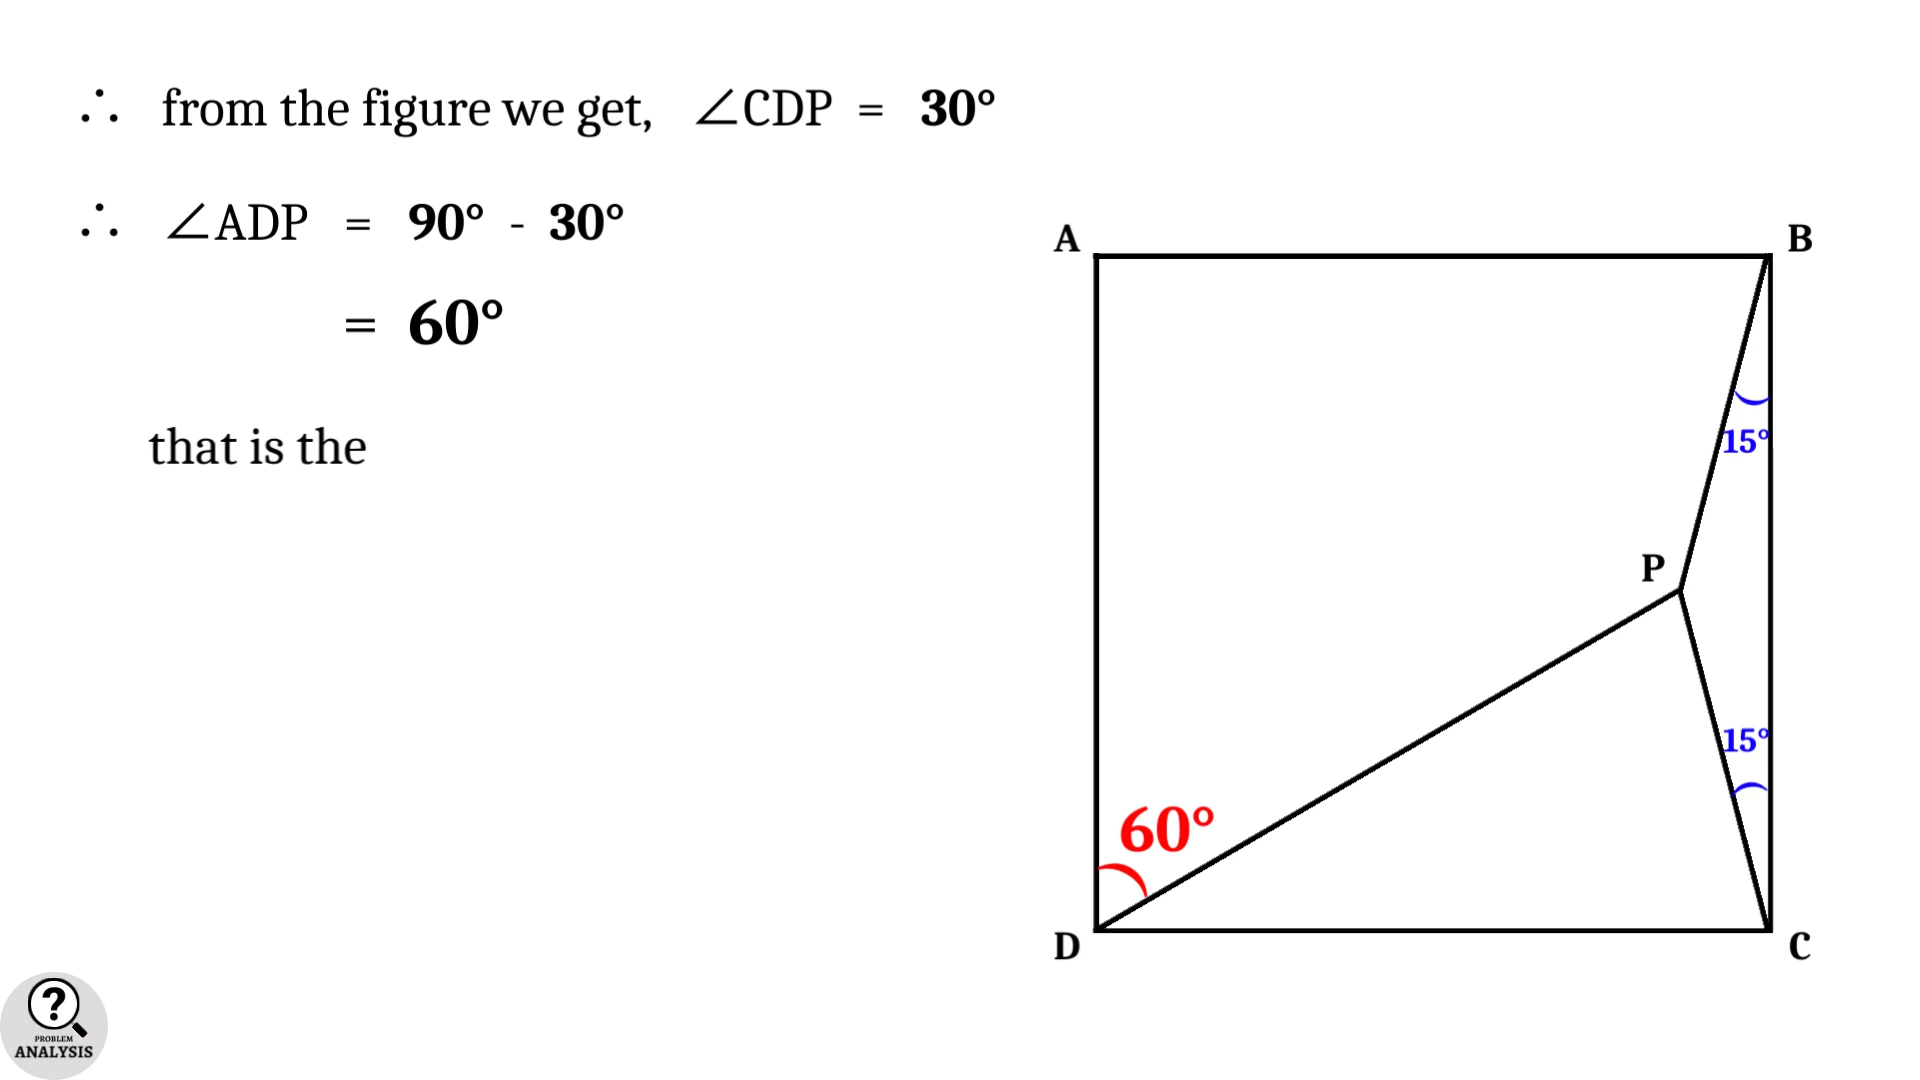 ∴ from the figure we get, ∠CDP = 30°
∴ ∠ADP = 90° - 30°
= 60°
that is the
A
B
15°
P
15°
60°
D
C
?
PROBLEM
ANALYSIS